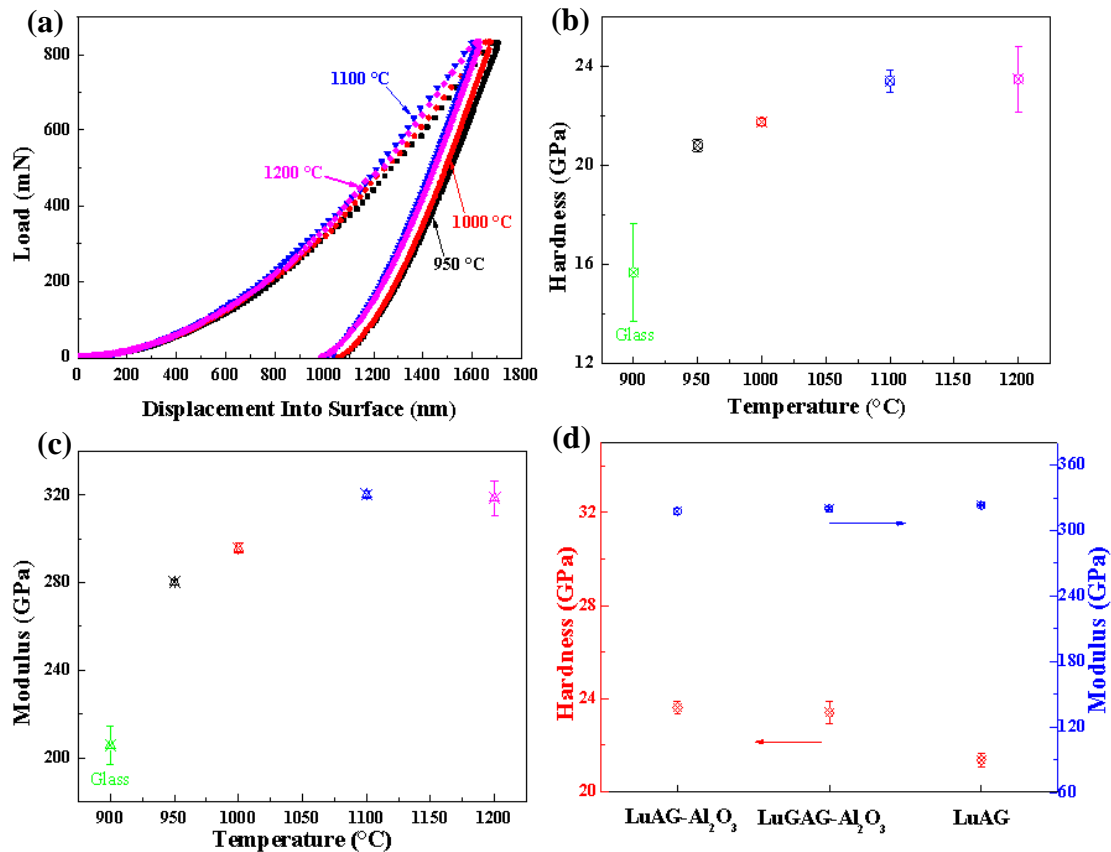 (a)
800
600
400
200
0
Load (mN)
1100 °C
1200 °C
1000 °C
950 °C
0 200 400 600 800 1000 1200 1400 1600 1800
Displacement Into Surface (nm)
(b)
24
20
16
12
Hardness (GPa)
Glass
900 950 1000 1050 1100 1150 1200
Temperature (°C)
(c)
320
280
240
200
Modulus (GPa)
Glass
900 950 1000 1050 1100 1150 1200
Temperature (°C)
(d)
32
28
24
20
Hardness (GPa)
360
320
240
180
120
60
Modulus (GPa)
LuAG-Al₂O₃ LuGAG-Al₂O₃ LuAG